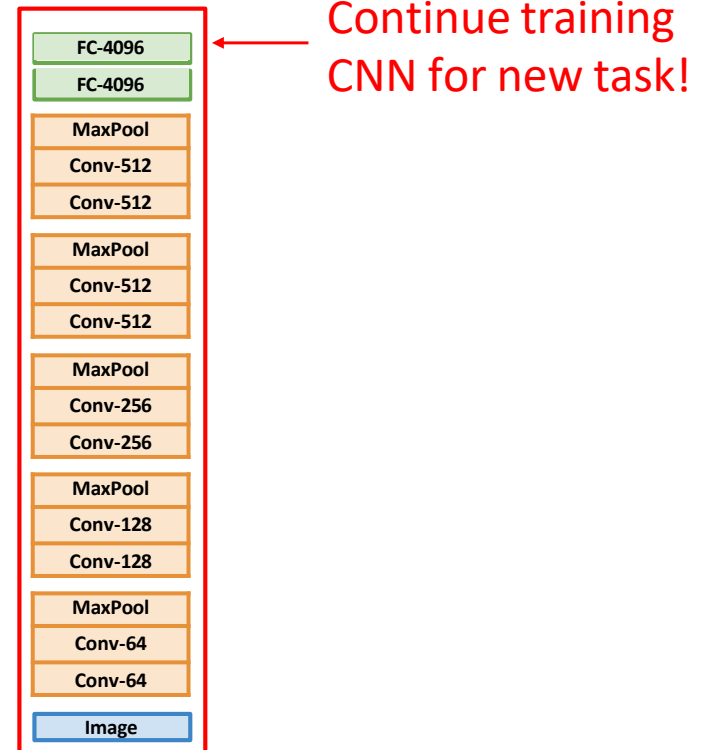 Continue training
CNN for new task!
FC-4096
FC-4096
MaxPool
Conv-512
Conv-512
MaxPool
Conv-512
Conv-512
MaxPool
Conv-256
Conv-256
MaxPool
Conv-128
Conv-128
MaxPool
Conv-64
Conv-64
Image